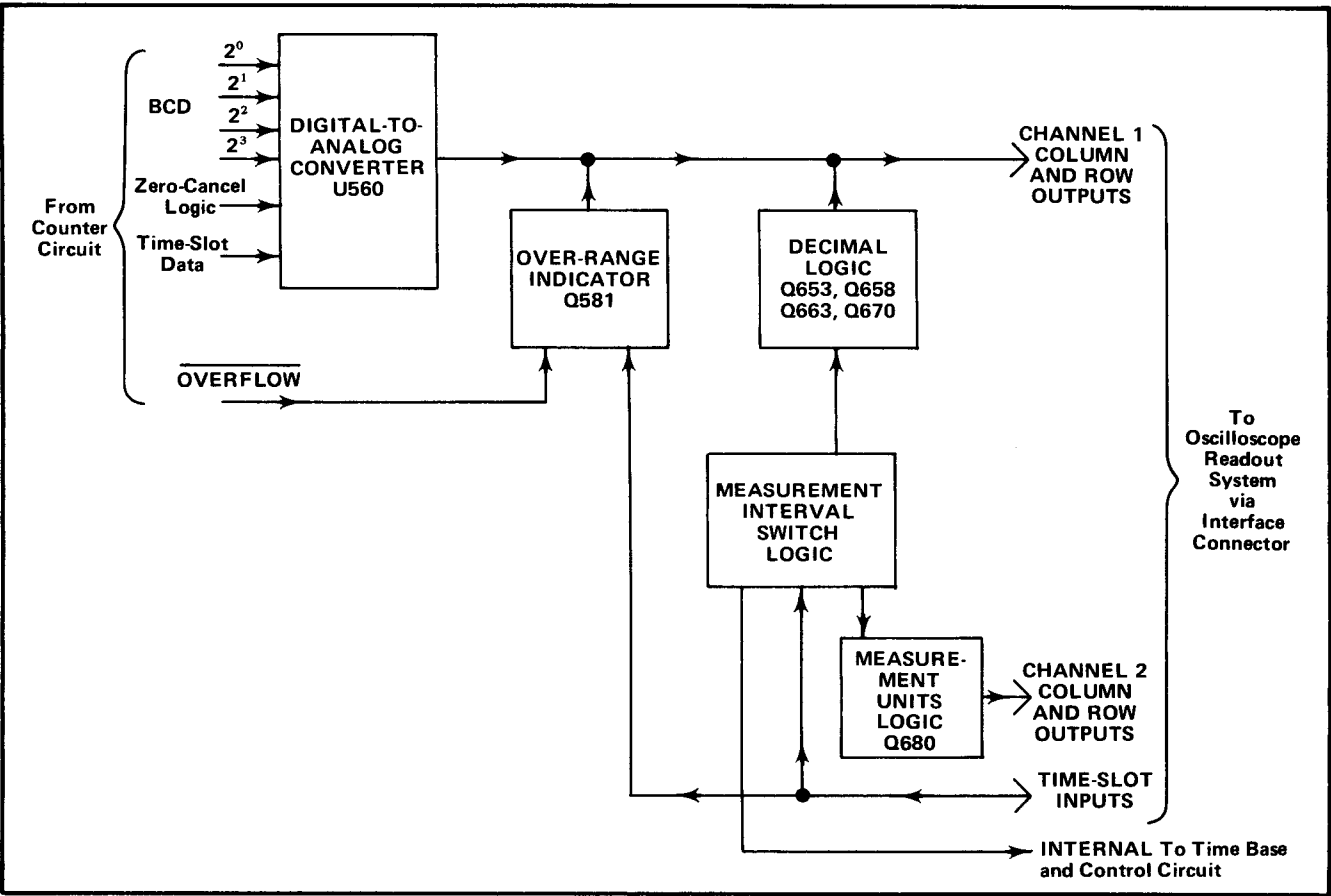 2⁰
2¹
2²
2³
BCD
Zero-Cancel
Logic
Time-Slot
Data
From
Counter
Circuit
OVERFLOW
DIGITAL-TO-
ANALOG
CONVERTER
U560
OVER-RANGE
INDICATOR
Q581
DECIMAL
LOGIC
Q653, Q658
Q663, Q670
MEASUREMENT
INTERVAL
SWITCH
LOGIC
MEASURE-
MENT
UNITS
LOGIC
Q680
CHANNEL 1
COLUMN
AND ROW
OUTPUTS
CHANNEL 2
COLUMN
AND ROW
OUTPUTS
TIME-SLOT
INPUTS
INTERNAL To Time Base
and Control Circuit
To
Oscilloscope
Readout
System
via
Interface
Connector